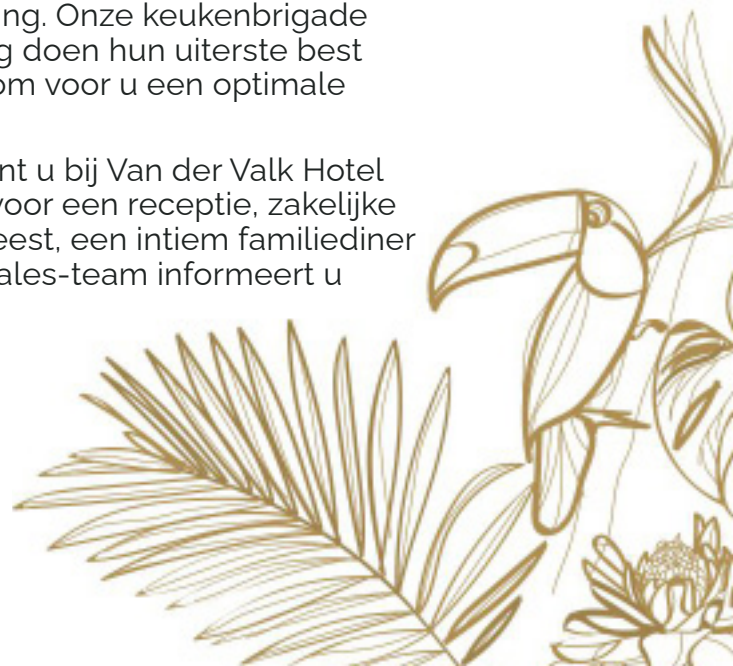 ng. Onze keukenbrigade
g doen hun uiterste best
om voor u een optimale
nt u bij Van der Valk Hotel
voor een receptie, zakelijke
eest, een intiem familiediner
ales-team informeert u